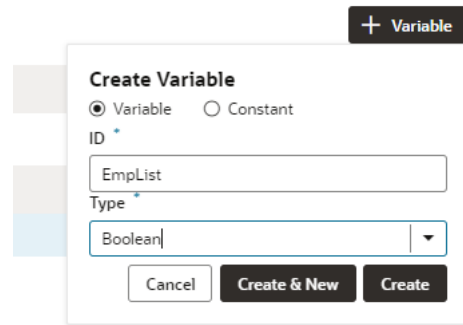 + Variable
Create Variable
Variable Constant
ID *
EmpList
Type *
Boolean
Cancel Create & New Create